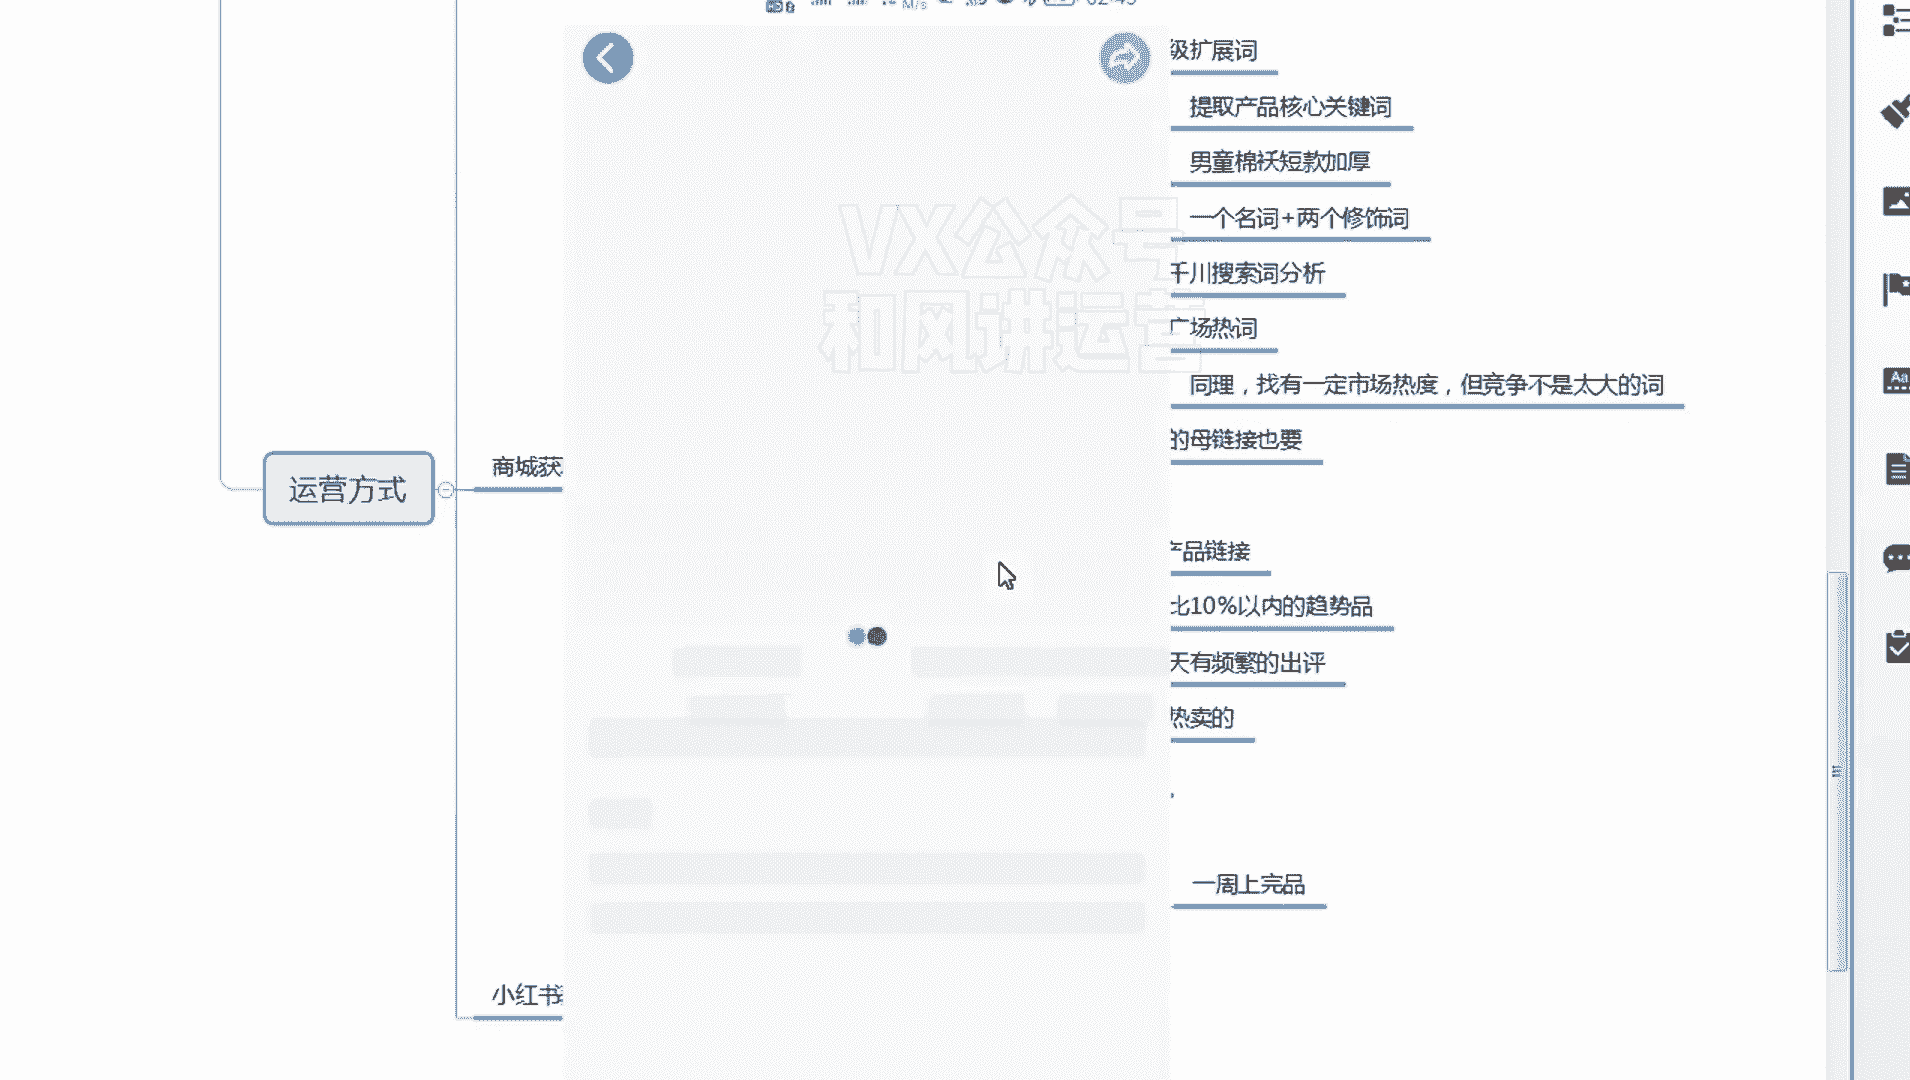 M/s
02:45
级扩展词
提取产品核心关键词
男童棉袄短款加厚
一个名词+两个修饰词
VX公众号
和风讲运营
千川搜索词分析
广场热词
同理，找有一定市场热度，但竞争不是太大的词
的母链接也要
商城获
运营方式
产品链接
比10%以内的趋势品
天有频繁的出评
热卖的
一周上完品
小红书
Aa